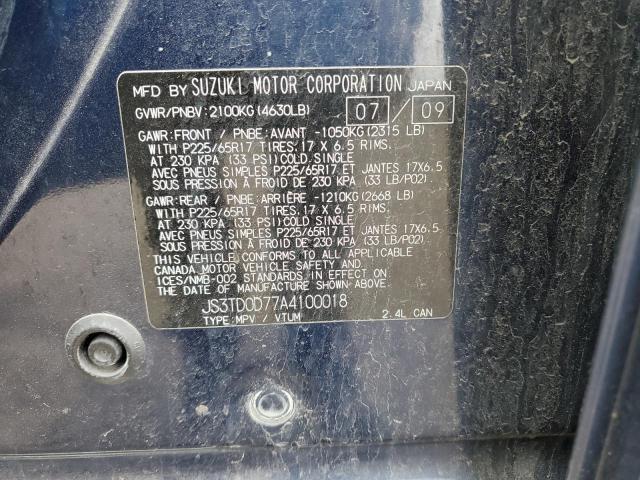 MFD BY SUZUKI MOTOR CORPORATION JAPAN
GVWR/PNBV:2100KG(4630LB) 07 / 09
GAWR:FRONT / PNBE:AVANT -1050KG(2315 LB)
WITH P225/65R17 TIRES:17 X 6.5 RIMS.
AT 230 KPA (33 PSI)COLD.SINGLE
AVEC PNEUS SIMPLES P225/65R17 ET JANTES 17X6.5
SOUS PRESSION À FROID DE 230 KPA (33 LB/PO2)
GAWR:REAR / PNBE:ARRIÈRE -1210KG(2668 LB)
WITH P225/65R17 TIRES:17 X 6.5 RIMS.
AT 230 KPA (33 PSI)COLD SINGLE
AVEC PNEUS SIMPLES P225/65R17 ET JANTES 17X6.5
SOUS PRESSION À FROID DE 230 KPA (33 LB/PO2)
THIS VEHICLE CONFORMS TO ALL APPLICABLE
CANADA MOTOR VEHICLE SAFETY AND
ICES/NMB-002 STANDARDS IN EFFECT ON THE
DATE OF MANUFACTURE SHOWN ABOVE.
JS3TD0D77A4100018
TYPE:MPV / VTUM 2.4L CAN